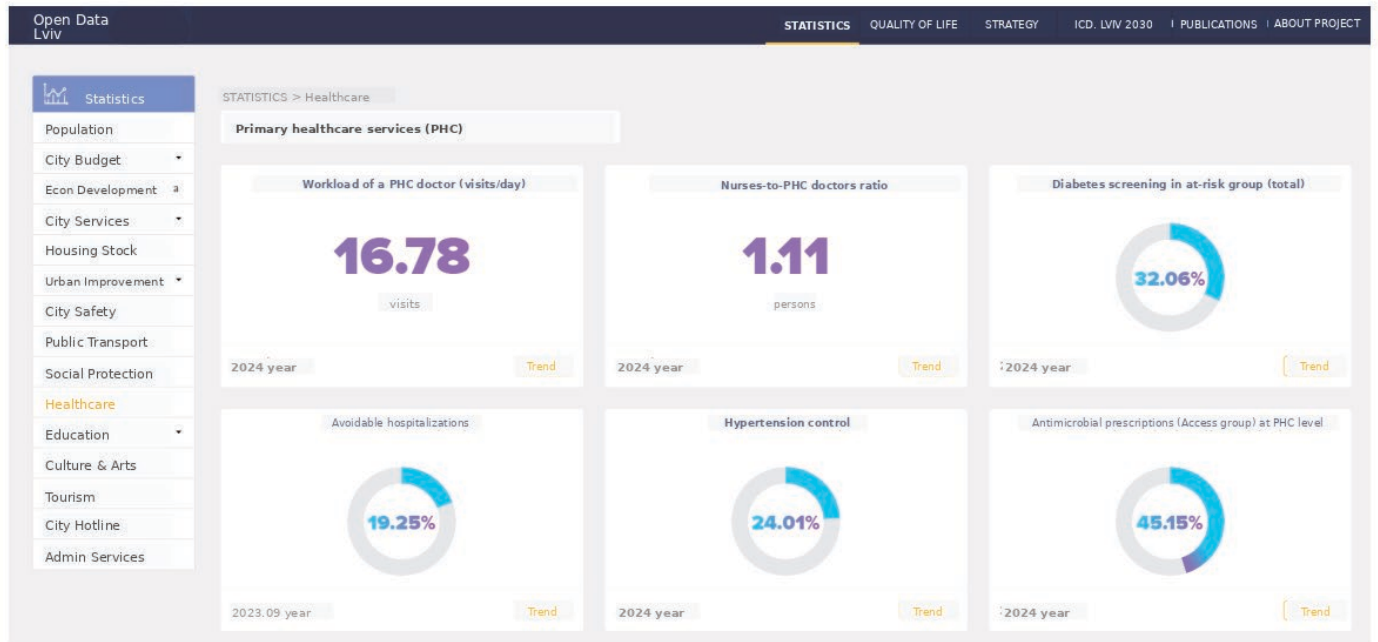 Open Data
Lviv
STATISTICS
QUALITY OF LIFE
STRATEGY
ICD. LVIV 2030
PUBLICATIONS
ABOUT PROJECT
Statistics
Population
City Budget
Econ Development
City Services
Housing Stock
Urban Improvement
City Safety
Public Transport
Social Protection
Healthcare
Education
Culture & Arts
Tourism
City Hotline
Admin Services
STATISTICS > Healthcare
Primary healthcare services (PHC)
Workload of a PHC doctor (visits/day)
16.78
visits
2024 year
Trend
Nurses-to-PHC doctors ratio
1.11
persons
2024 year
Trend
Diabetes screening in at-risk group (total)
32.06%
2024 year
Trend
Avoidable hospitalizations
19.25%
2023.09 year
Trend
Hypertension control
24.01%
2024 year
Trend
Antimicrobial prescriptions (Access group) at PHC level
45.15%
2024 year
Trend